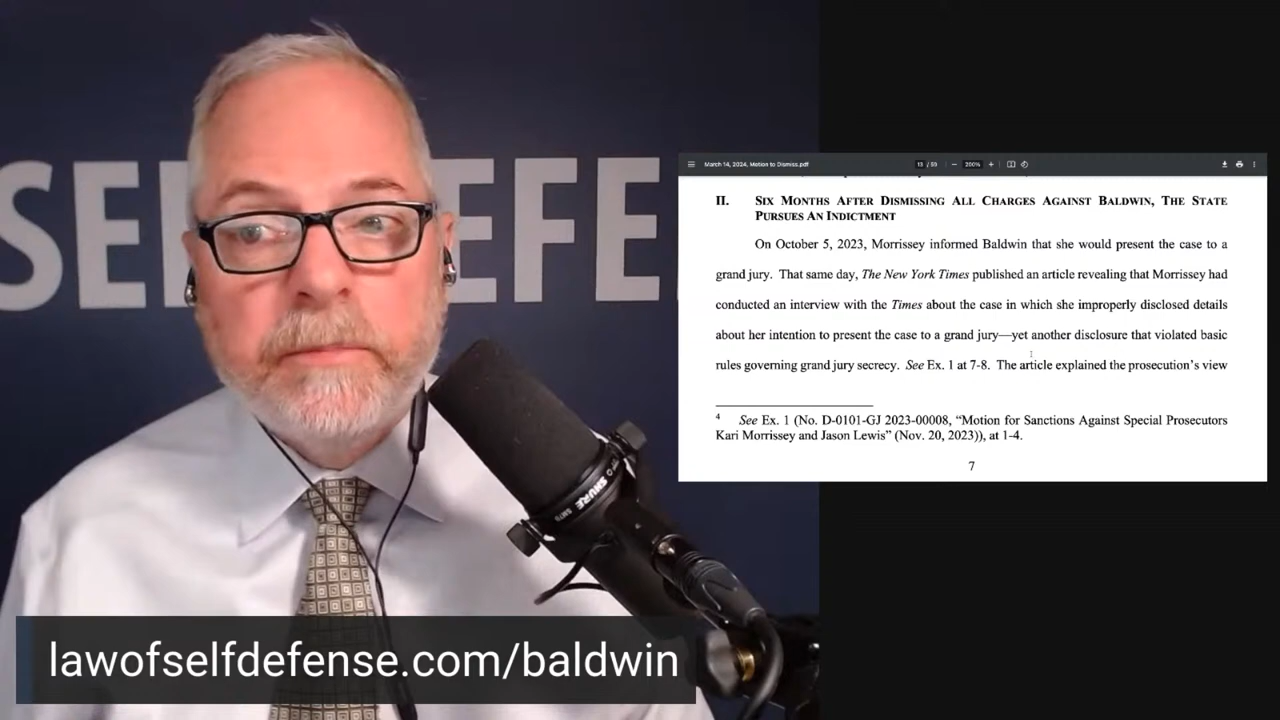 SELF DEFE
March 14, 2024, Motion to Dismiss.pdf
13 / 59
200%
II. SIX MONTHS AFTER DISMISSING ALL CHARGES AGAINST BALDWIN, THE STATE
PURSUES AN INDICTMENT
On October 5, 2023, Morrissey informed Baldwin that she would present the case to a
grand jury. That same day, The New York Times published an article revealing that Morrissey had
conducted an interview with the Times about the case in which she improperly disclosed details
about her intention to present the case to a grand jury—yet another disclosure that violated basic
rules governing grand jury secrecy. See Ex. 1 at 7-8. The article explained the prosecution's view
4 See Ex. 1 (No. D-0101-GJ 2023-00008, “Motion for Sanctions Against Special Prosecutors
Kari Morrissey and Jason Lewis” (Nov. 20, 2023)), at 1-4.
7
SHURE
lawofselfdefense.com/baldwin